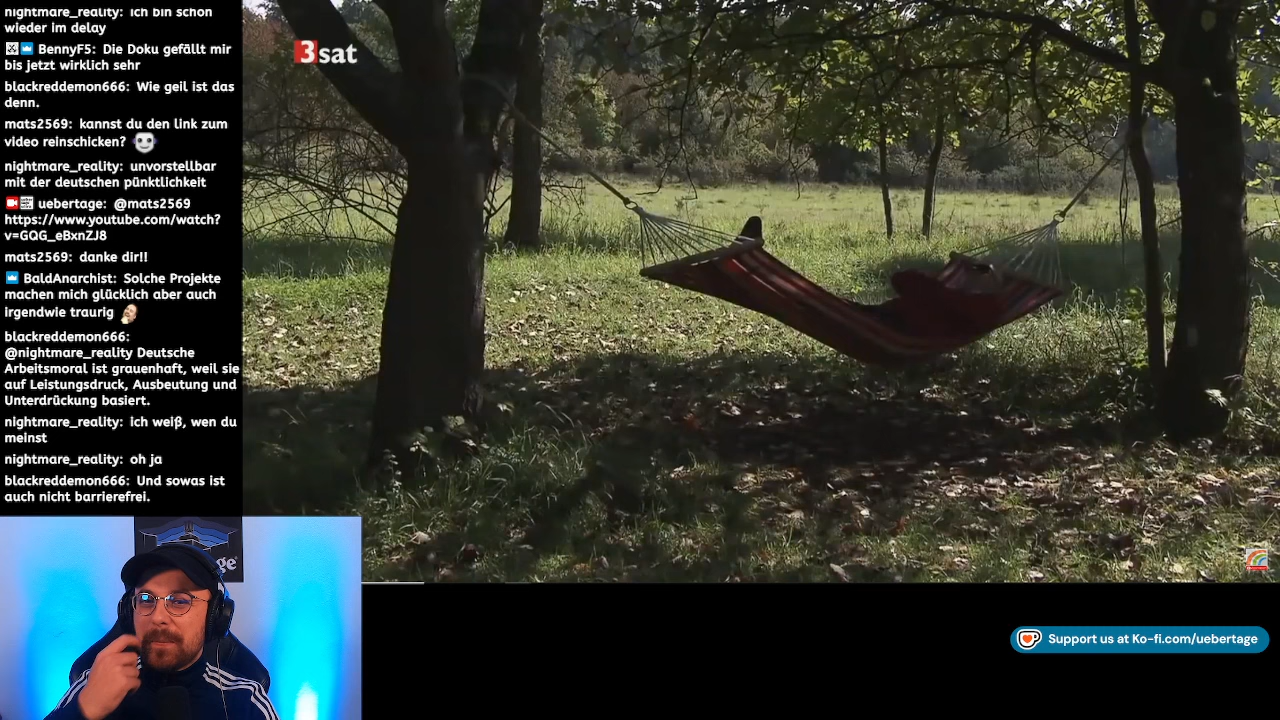 nightmare_reality: ich bin schon
wieder im delay
BennyF5: Die Doku gefällt mir
bis jetzt wirklich sehr
blackreddemon666: Wie geil ist das
denn.
mats2569: kannst du den link zum
video reinschicken?
nightmare_reality: unvorstellbar
mit der deutschen pünktlichkeit
uebertage: @mats2569
https://www.youtube.com/watch?
v=GQG_eBxnZJ8
mats2569: danke dir!!
BaldAnarchist: Solche Projekte
machen mich glücklich aber auch
irgendwie traurig
blackreddemon666:
@nightmare_reality Deutsche
Arbeitsmoral ist grauenhaft, weil sie
auf Leistungsdruck, Ausbeutung und
Unterdrückung basiert.
nightmare_reality: ich weiß, wen du
meinst
nightmare_reality: oh ja
blackreddemon666: Und sowas ist
auch nicht barrierefrei.
3sat
ge
Support us at Ko-fi.com/uebertage